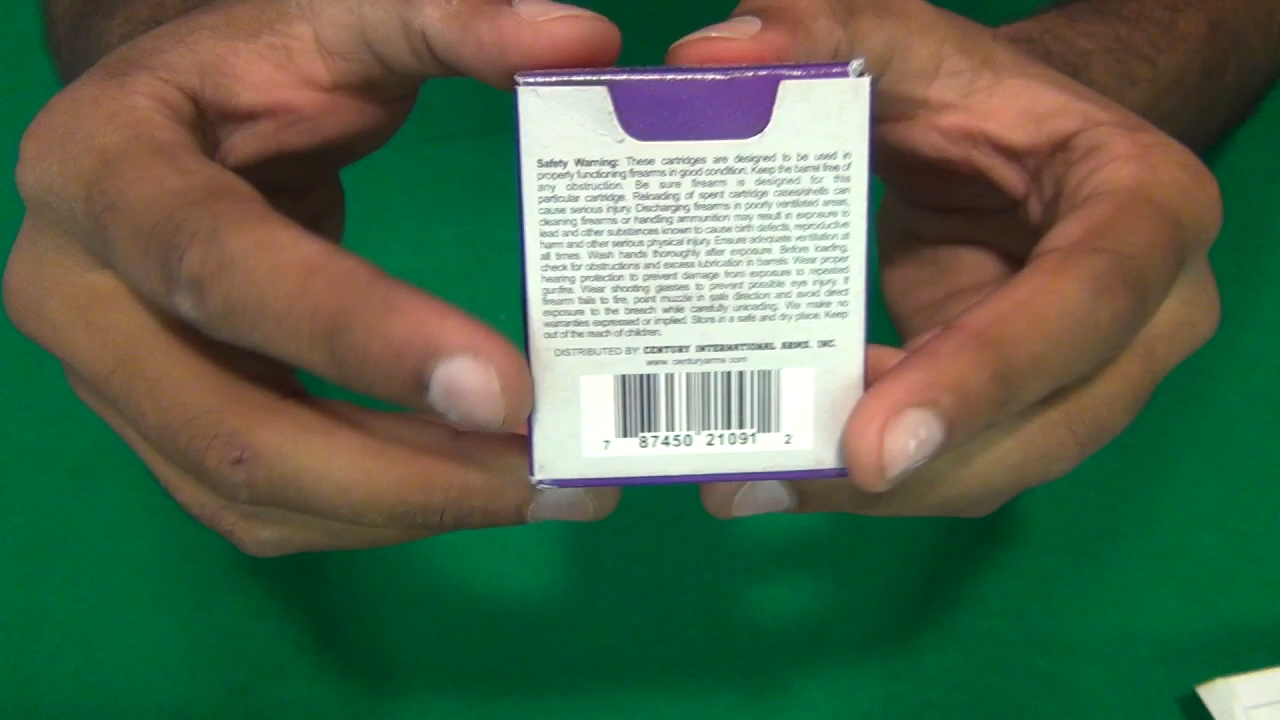 Safety Warning: These cartridges are designed to be used in
properly functioning firearms in good condition. Keep the barrel free of
any obstruction. Be sure firearm is designed for this
particular cartridge. Reloading of spent cartridge cases/shells can
cause serious injury. Discharging firearms in poorly ventilated areas,
cleaning firearms or handling ammunition may result in exposure to
lead and other substances known to cause birth defects, reproductive
harm and other serious physical injury. Ensure adequate ventilation at
all times. Wash hands thoroughly after exposure. Before loading,
check for obstructions and excess lubrication in barrels. Wear proper
hearing protection to prevent damage from exposure to repeated
gunfire. Wear shooting glasses to prevent possible eye injury. If
firearm fails to fire, point muzzle in safe direction and avoid direct
exposure to the breech while carefully unloading. We make no
warranties expressed or implied. Store in a safe and dry place. Keep
out of the reach of children.
DISTRIBUTED BY: CENTURY INTERNATIONAL ARMS, INC.
www.centuryarms.com
7 87450 21091 2